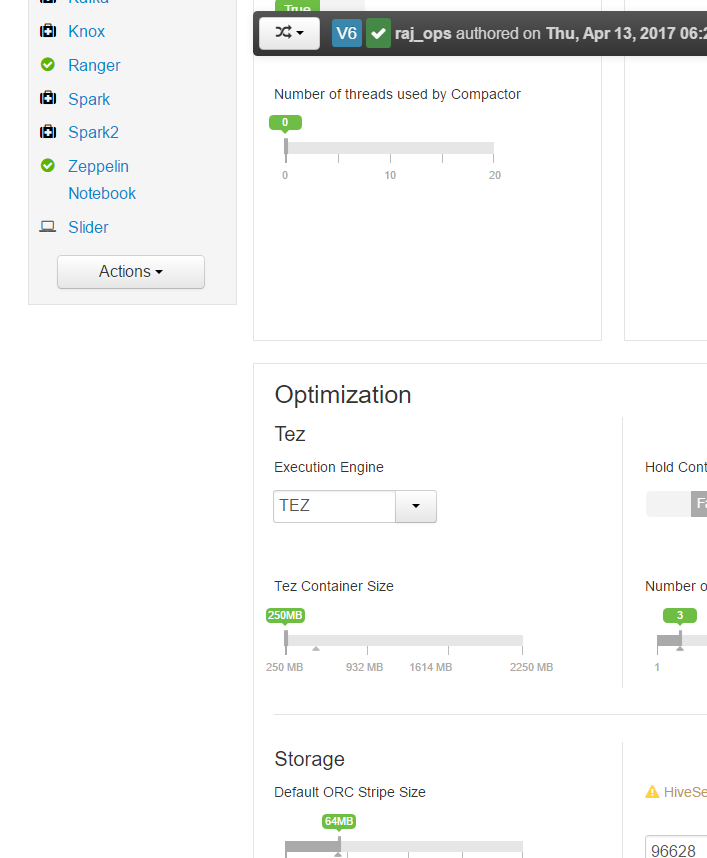 Kafka
Knox
Ranger
Spark
Spark2
Zeppelin
Notebook
Slider
Actions
True
V6 raj_ops authored on Thu, Apr 13, 2017 06:2
Number of threads used by Compactor
0
0 10 20
Optimization
Tez
Execution Engine
TEZ
Tez Container Size
250MB
250 MB 932 MB 1614 MB 2250 MB
Hold Cont
Fa
Number o
3
1
Storage
Default ORC Stripe Size
64MB
HiveSe
96628